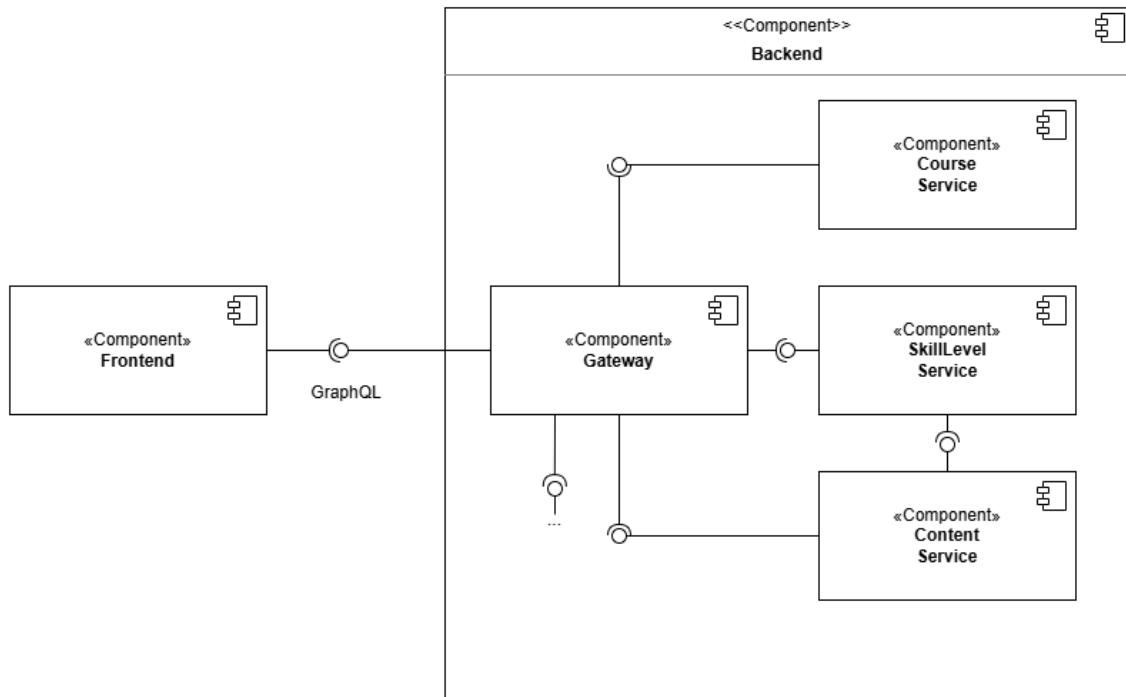 <<Component>>
Backend
«Component»
Course
Service
«Component»
Frontend
GraphQL
«Component»
Gateway
«Component»
SkillLevel
Service
...
«Component»
Content
Service